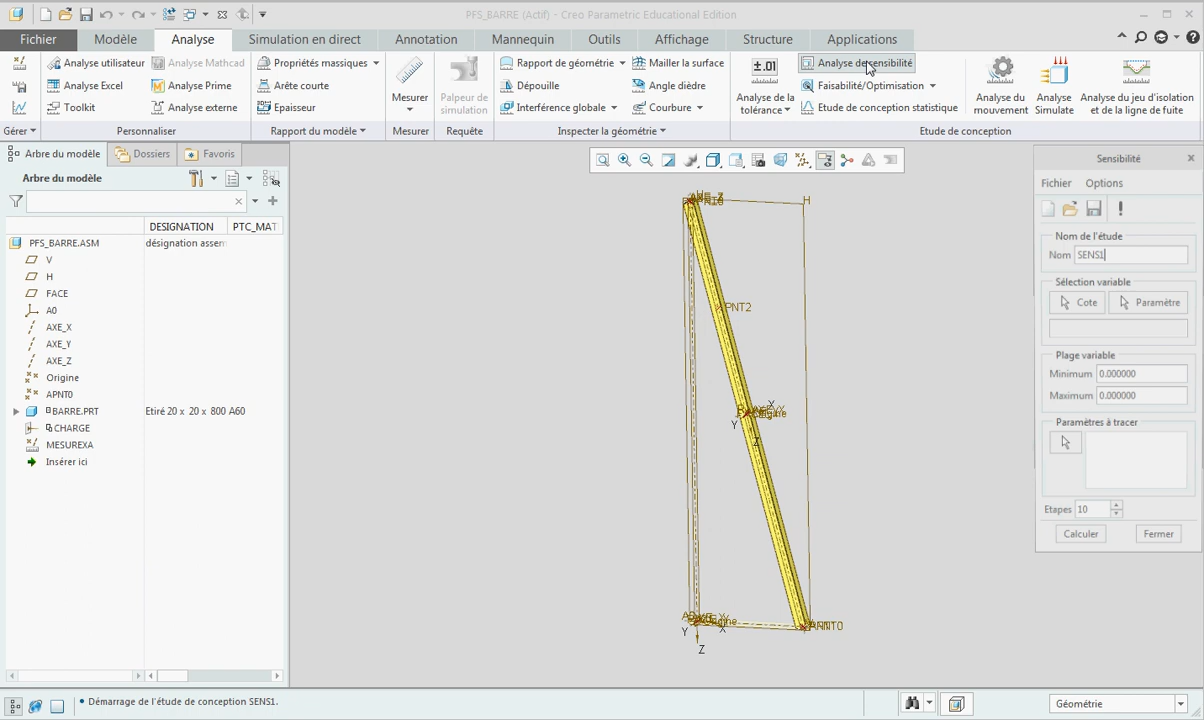 PFS_BARRE (Actif) - Creo Parametric Educational Edition
Fichier Modèle Analyse Simulation en direct Annotation Mannequin Outils Affichage Structure Applications
Analyse utilisateur Analyse Mathcad
Analyse Excel Analyse Prime
Toolkit Analyse externe
Gérer Personnaliser
Propriétés massiques
Arête courte
Epaisseur
Rapport du modèle
Mesurer
Mesurer
Palpeur de simulation
Requête
Rapport de géométrie Mailler la surface
Dépouille Angle dièdre
Interférence globale Courbure
Inspecter la géométrie
±.01
Analyse de la tolérance
Analyse de sensibilité
Faisabilité/Optimisation
Etude de conception statistique
Analyse du mouvement
Analyse Simulate
Analyse du jeu d'isolation et de la ligne de fuite
Etude de conception
Arbre du modèle Dossiers Favoris
Arbre du modèle
DESIGNATION PTC_MAT
PFS_BARRE.ASM désignation assem
V
H
FACE
A0
AXE_X
AXE_Y
AXE_Z
Origine
APNT0
BARRE.PRT Etiré 20 x 20 x 800 A60
CHARGE
MESUREXA
Insérer ici
H
PNT2
X
Y
Z
Y
X
Z
Sensibilité
Fichier Options
Nom de l'étude
Nom SENS1
Sélection variable
Cote Paramètre
Plage variable
Minimum 0.000000
Maximum 0.000000
Paramètres à tracer
Etapes 10
Calculer Fermer
• Démarrage de l'étude de conception SENS1.
Géométrie